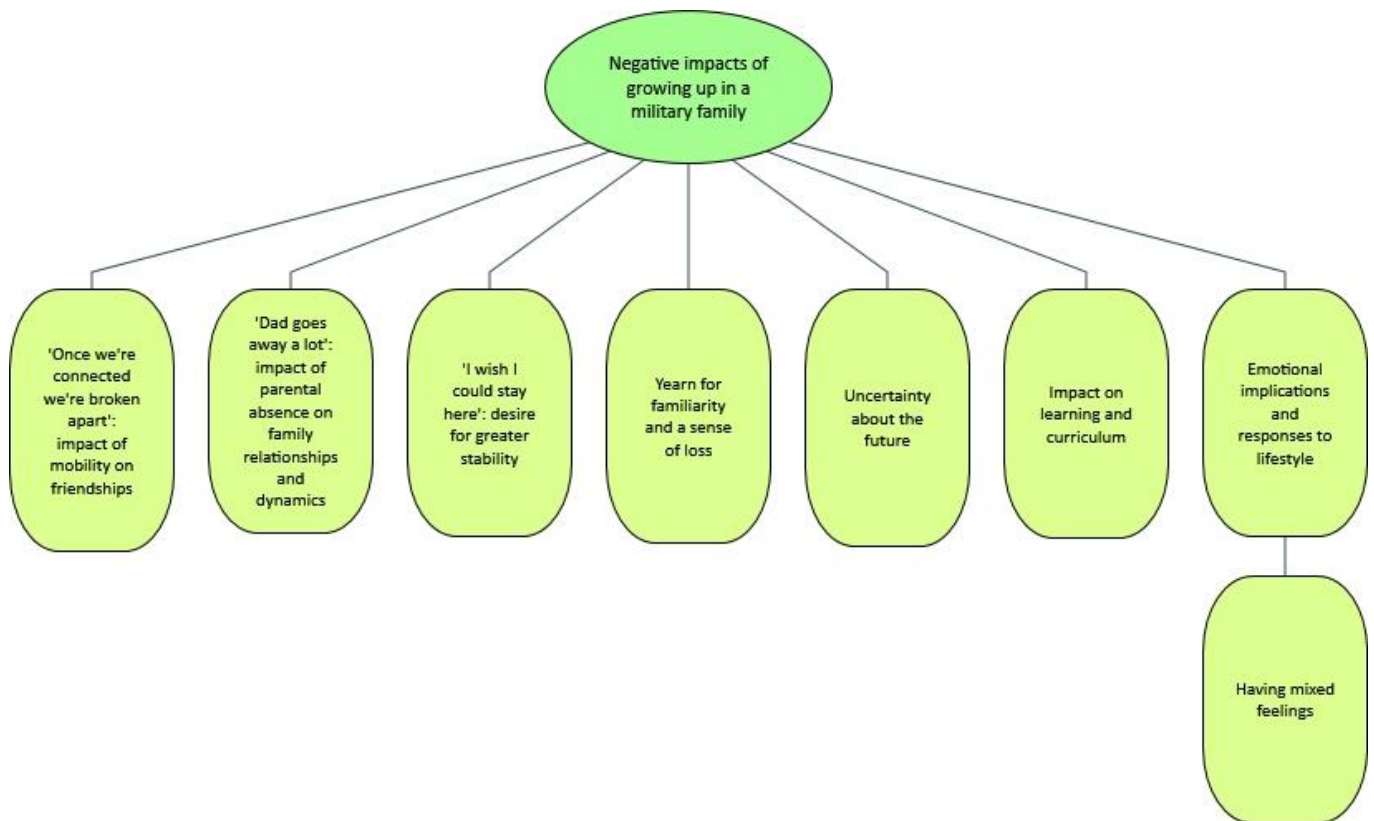 Negative impacts of
growing up in a
military family
'Once we're
connected
we're broken
apart':
impact of
mobility on
friendships
'Dad goes
away a lot':
impact of
parental
absence on
family
relationships
and
dynamics
'I wish I
could stay
here': desire
for greater
stability
Yearn for
familiarity
and a sense
of loss
Uncertainty
about the
future
Impact on
learning and
curriculum
Emotional
implications
and
responses to
lifestyle
Having mixed
feelings